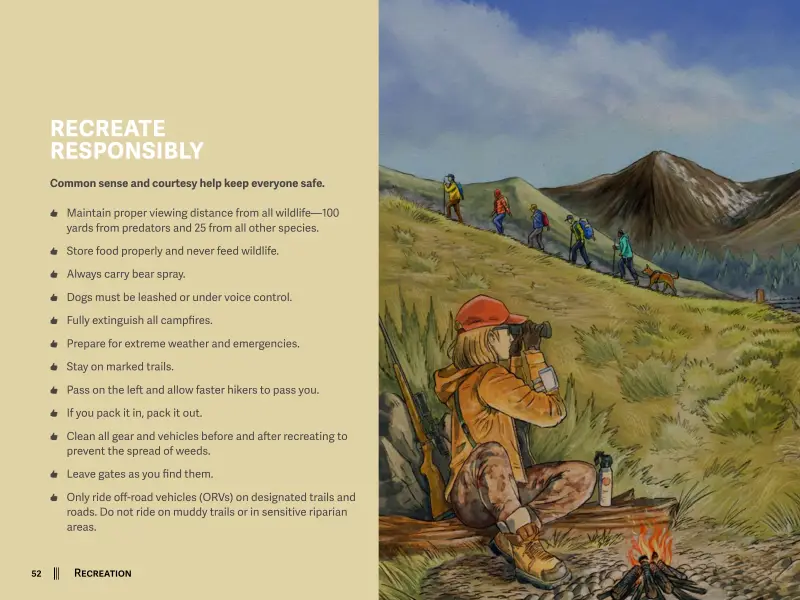 RECREATE
RESPONSIBLY
Common sense and courtesy help keep everyone safe.
Maintain proper viewing distance from all wildlife—100
yards from predators and 25 from all other species.
Store food properly and never feed wildlife.
Always carry bear spray.
Dogs must be leashed or under voice control.
Fully extinguish all campfires.
Prepare for extreme weather and emergencies.
Stay on marked trails.
Pass on the left and allow faster hikers to pass you.
If you pack it in, pack it out.
Clean all gear and vehicles before and after recreating to
prevent the spread of weeds.
Leave gates as you find them.
Only ride off-road vehicles (ORVs) on designated trails and
roads. Do not ride on muddy trails or in sensitive riparian
areas.
52 Recreation